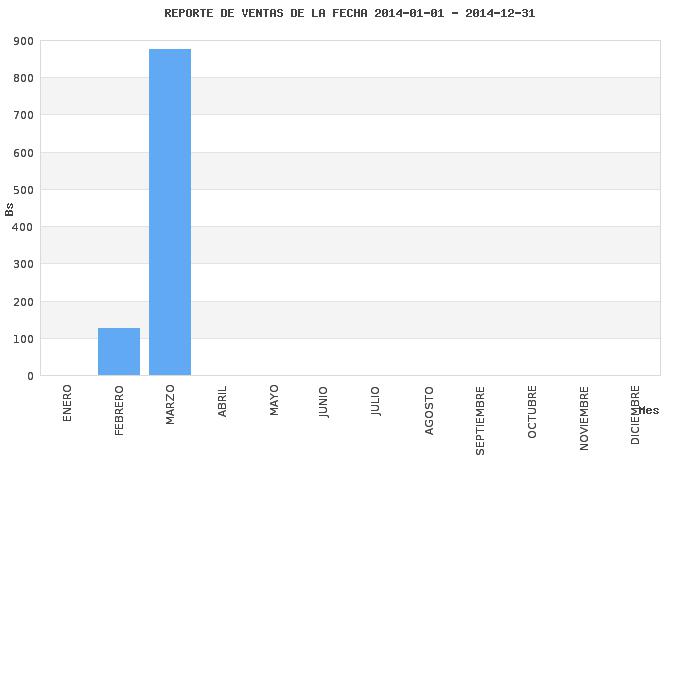 REPORTE DE VENTAS DE LA FECHA 2014-01-01 - 2014-12-31
900
800
700
600
500
400
300
200
100
0
Bs
ENERO
FEBRERO
MARZO
ABRIL
MAYO
JUNIO
JULIO
AGOSTO
SEPTIEMBRE
OCTUBRE
NOVIEMBRE
DICIEMBRE
Mes